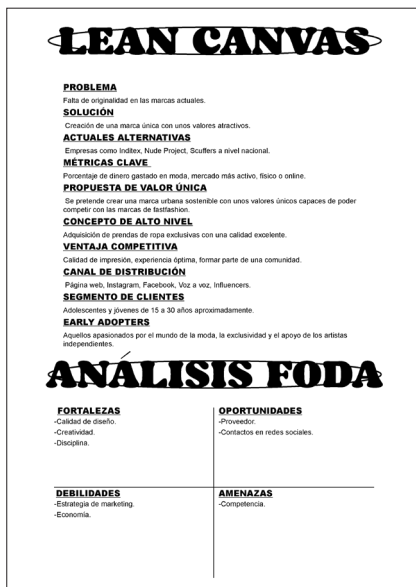 LEAN CANVAS
PROBLEMA
Falta de originalidad en las marcas actuales.
SOLUCIÓN
Creación de una marca única con unos valores atractivos.
ACTUALES ALTERNATIVAS
Empresas como Inditex, Nude Project, Scuffers a nivel nacional.
MÉTRICAS CLAVE
Porcentaje de dinero gastado en moda, mercado más activo, físico o online.
PROPUESTA DE VALOR ÚNICA
Se pretende crear una marca urbana sostenible con unos valores únicos capaces de poder
competir con las marcas de fastfashion.
CONCEPTO DE ALTO NIVEL
Adquisición de prendas de ropa exclusivas con una calidad excelente.
VENTAJA COMPETITIVA
Calidad de impresión, experiencia óptima, formar parte de una comunidad.
CANAL DE DISTRIBUCIÓN
Página web, Instagram, Facebook, Voz a voz, Influencers.
SEGMENTO DE CLIENTES
Adolescentes y jóvenes de 15 a 30 años aproximadamente.
EARLY ADOPTERS
Aquellos apasionados por el mundo de la moda, la exclusividad y el apoyo de los artistas
independientes.
ANÁLISIS FODA
FORTALEZAS
-Calidad de diseño.
-Creatividad.
-Disciplina.
OPORTUNIDADES
-Proveedor.
-Contactos en redes sociales.
DEBILIDADES
-Estrategia de marketing.
-Economía.
AMENAZAS
-Competencia.